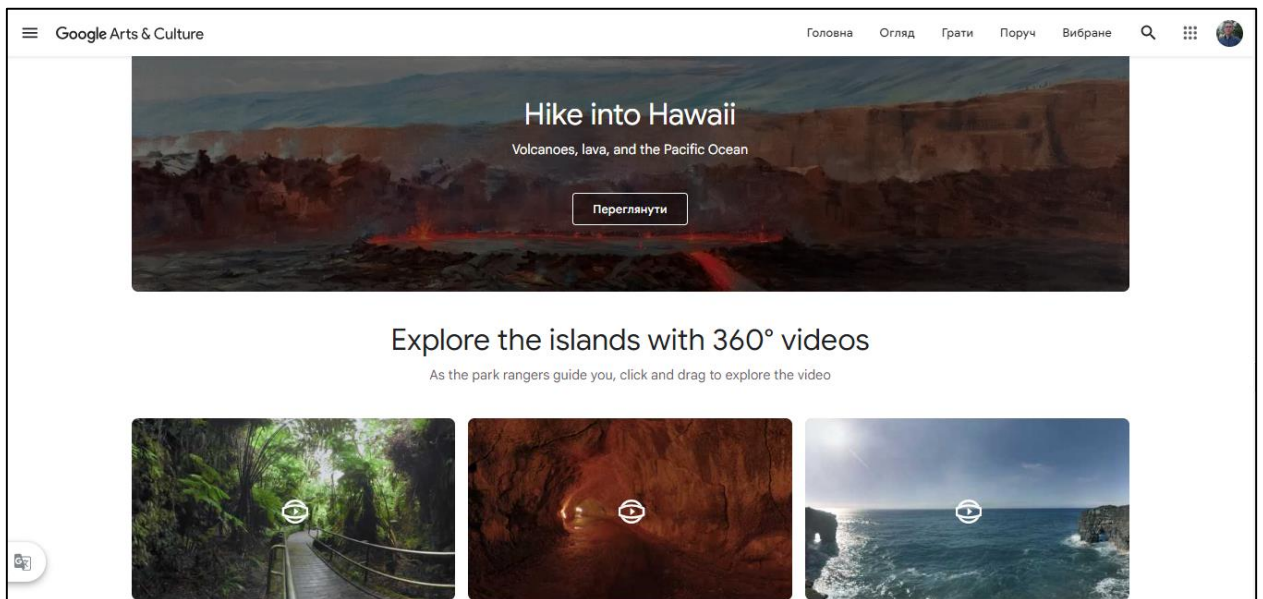 Google Arts & Culture
Головна Огляд Грати Поруч Вибране
Hike into Hawaii
Volcanoes, lava, and the Pacific Ocean
Переглянути
Explore the islands with 360° videos
As the park rangers guide you, click and drag to explore the video